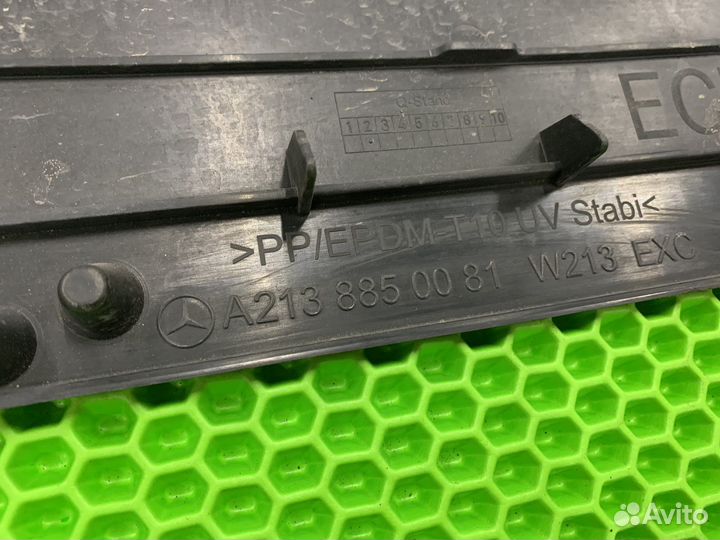 Q-Stand
1 2 3 4 5 6 7 8 9 10
EC
>PP/EPDM-T10 UV Stabi<
A213 885 00 81 W213 EXC
Avito